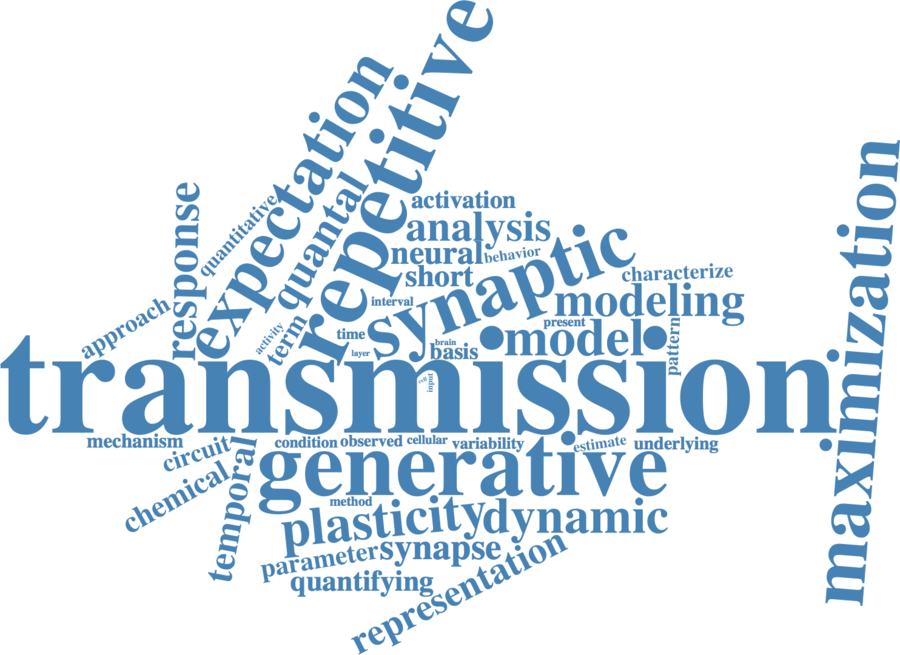 repetitive
expectation
quantal
response
quantitative
activation
analysis
neural
behavior
short
synaptic
characterize
interval
modeling
maximization
approach
activity
term
time
present
model
pattern
layer
brain
basis
transmission
cell
input
mechanism
condition
observed
cellular
variability
estimate
underlying
circuit
temporal
generative
chemical
method
plasticity
dynamic
parameter
synapse
quantifying
representation